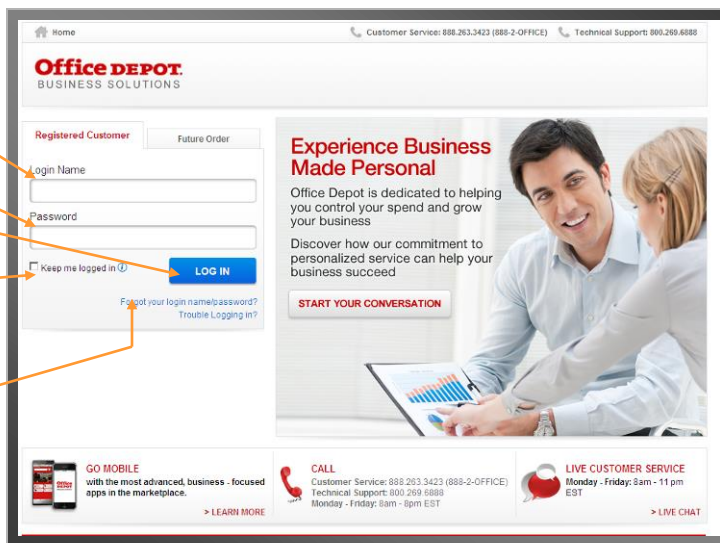 Home
Customer Service: 888.263.3423 (888-2-OFFICE)
Technical Support: 800.269.6888
Office DEPOT.
BUSINESS SOLUTIONS
Registered Customer
Future Order
Login Name
Password
Keep me logged in
LOG IN
Forgot your login name/password?
Trouble Logging in?
Experience Business
Made Personal
Office Depot is dedicated to helping
you control your spend and grow
your business
Discover how our commitment to
personalized service can help your
business succeed
START YOUR CONVERSATION
GO MOBILE
with the most advanced, business - focused
apps in the marketplace.
> LEARN MORE
CALL
Customer Service: 888.263.3423 (888-2-OFFICE)
Technical Support: 800.269.6888
Monday - Friday: 8am - 8pm EST
LIVE CUSTOMER SERVICE
Monday - Friday: 8am - 11 pm
EST
> LIVE CHAT